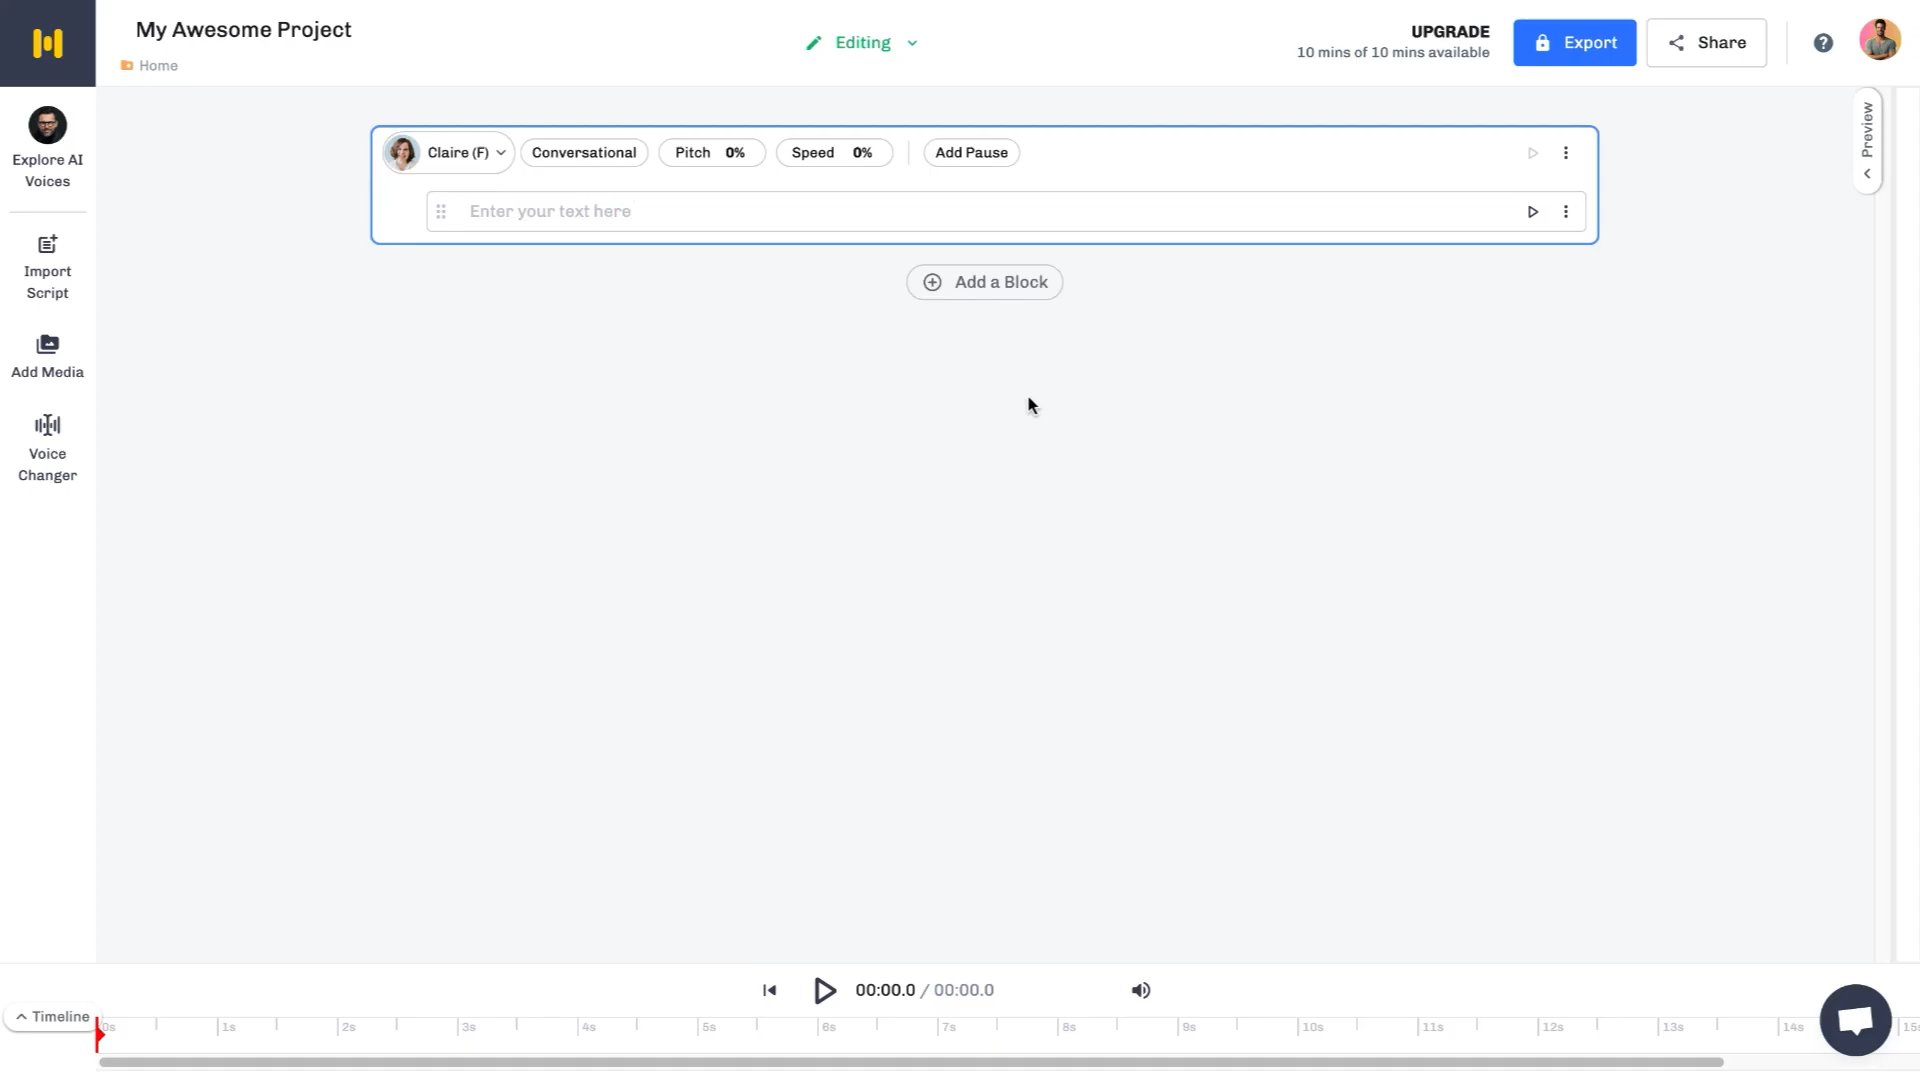 My Awesome Project
Home
Editing
UPGRADE
10 mins of 10 mins available
Export
Share
Explore AI
Voices
Import
Script
Add Media
Voice
Changer
Claire (F)
Conversational
Pitch 0%
Speed 0%
Add Pause
Enter your text here
Add a Block
Preview
00:00.0 / 00:00.0
Timeline
0s 1s 2s 3s 4s 5s 6s 7s 8s 9s 10s 11s 12s 13s 14s 15s